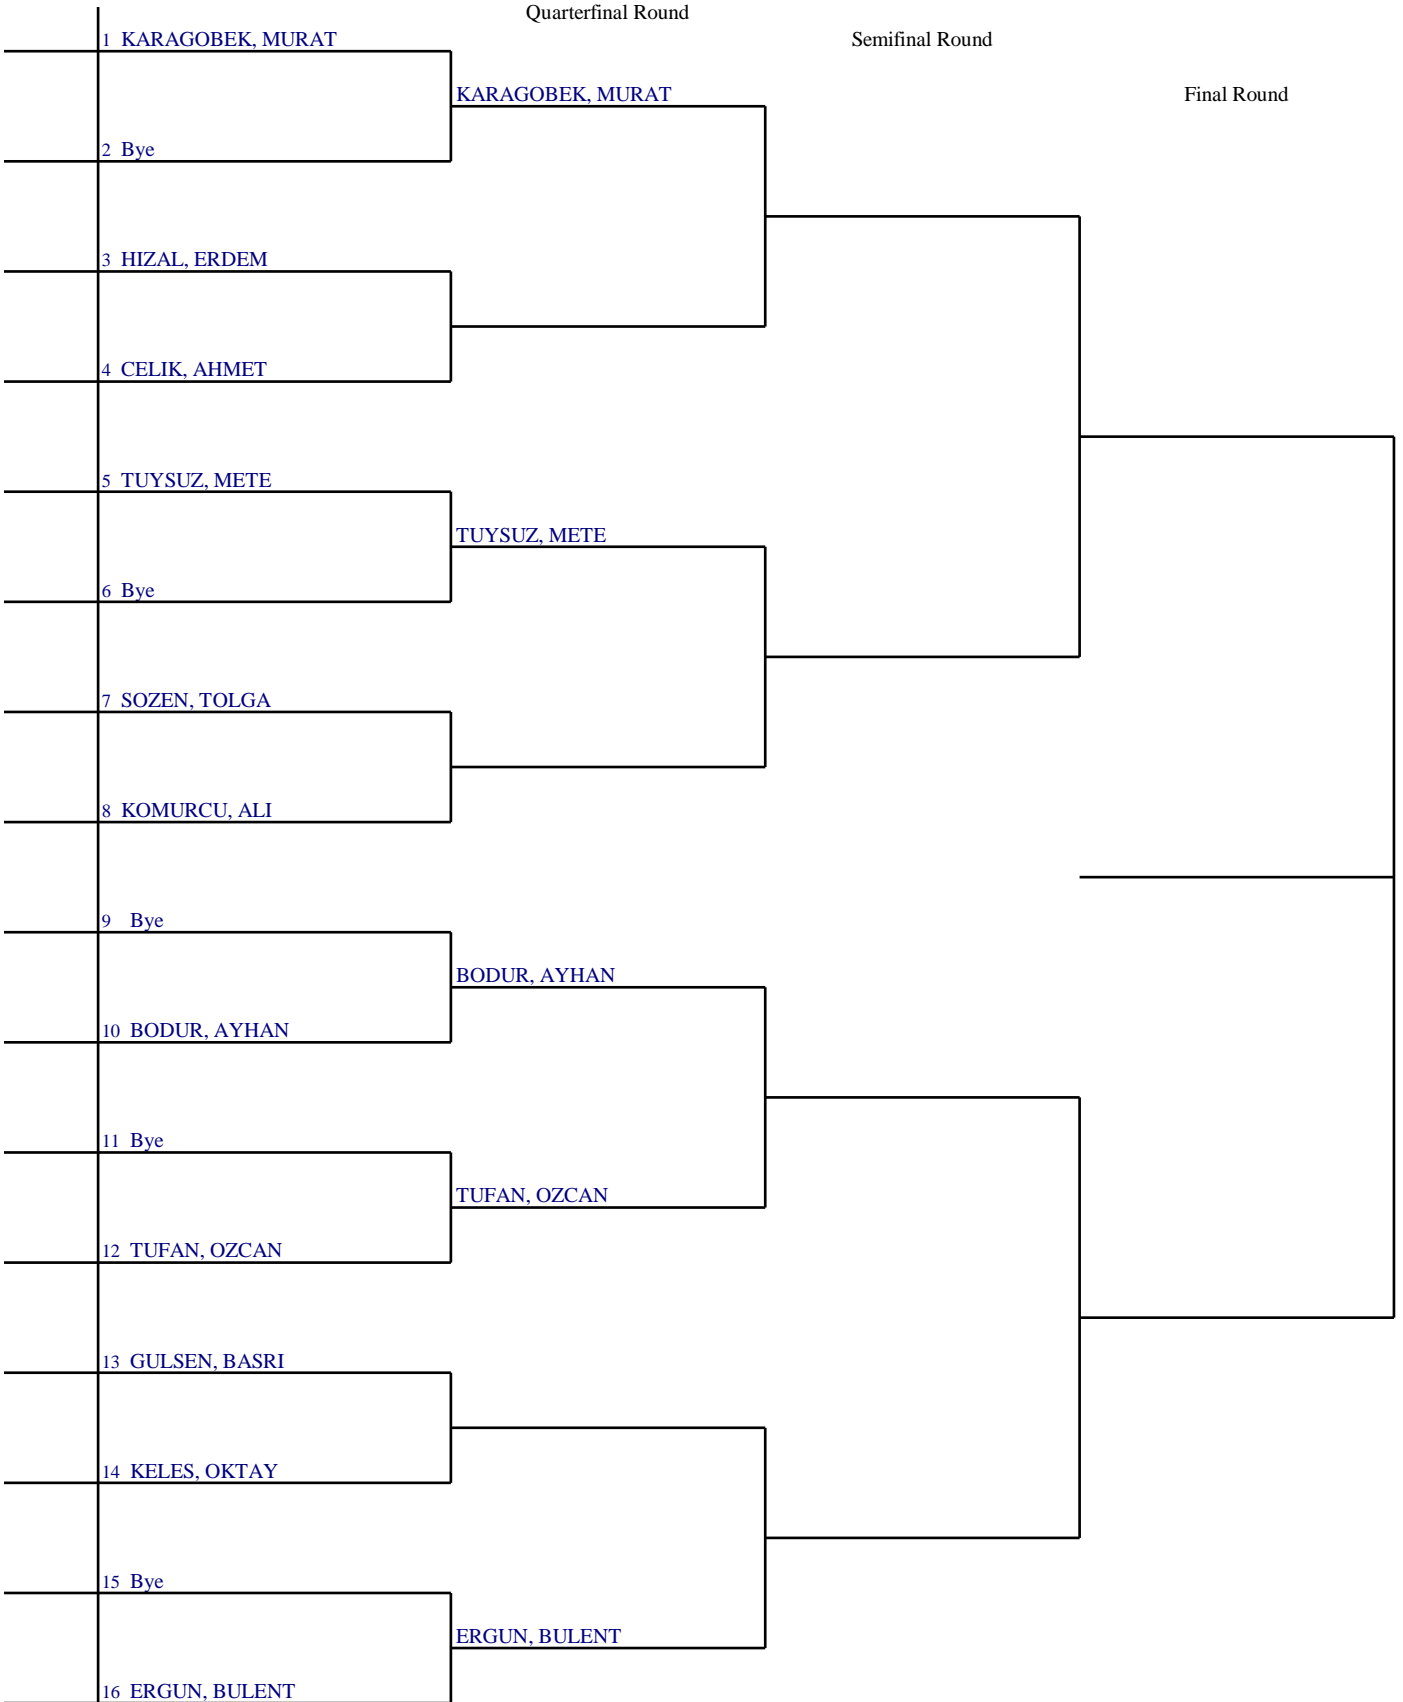 Quarterfinal Round
1 KARAGOBEK, MURAT
Semifinal Round
KARAGOBEK, MURAT
Final Round
2 Bye
3 HIZAL, ERDEM
4 CELIK, AHMET
5 TUYSUZ, METE
TUYSUZ, METE
6 Bye
7 SOZEN, TOLGA
8 KOMURCU, ALI
9 Bye
BODUR, AYHAN
10 BODUR, AYHAN
11 Bye
TUFAN, OZCAN
12 TUFAN, OZCAN
13 GULSEN, BASRI
14 KELES, OKTAY
15 Bye
ERGUN, BULENT
16 ERGUN, BULENT